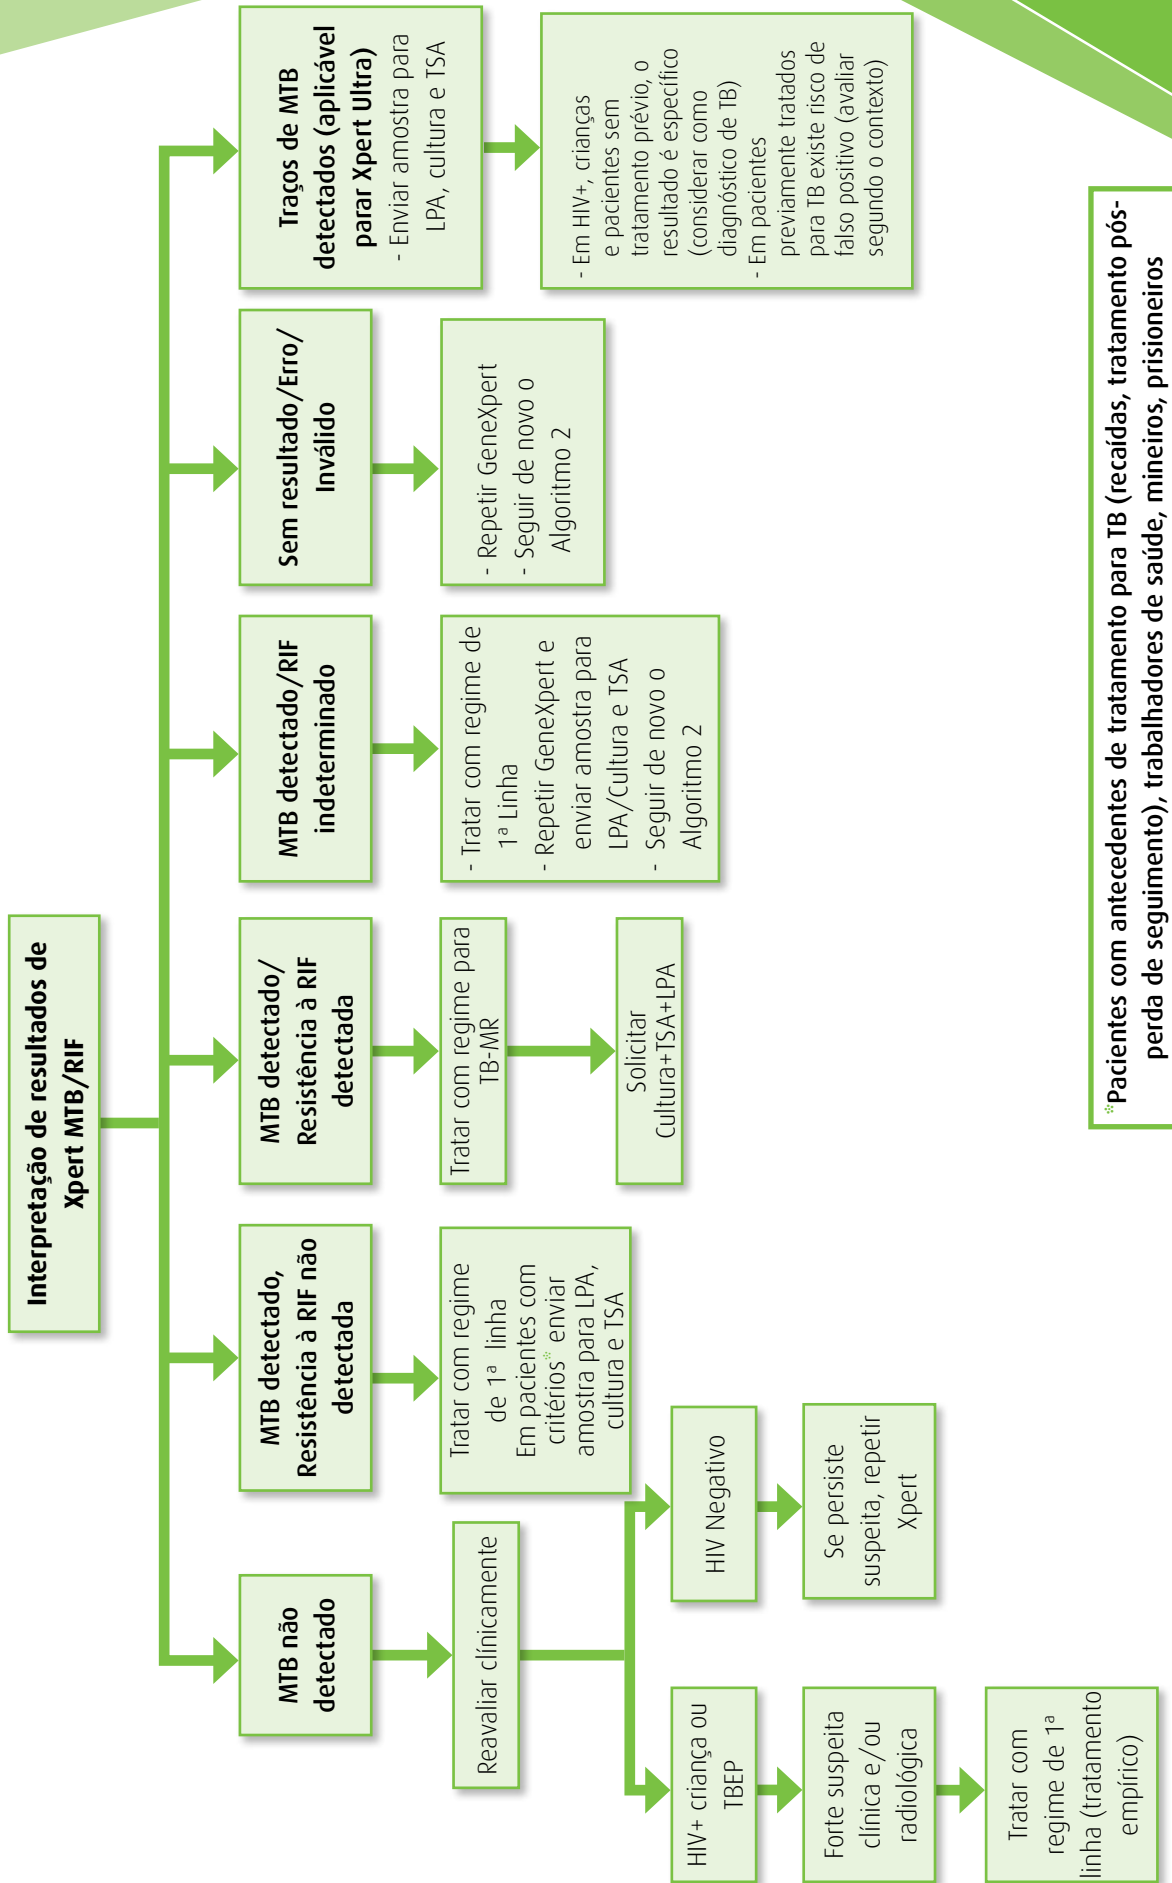 Interpretação de resultados de
Xpert MTB/RIF
MTB não
detectado
Reavaliar clínicamente
HIV+ criança ou
TBEP
Forte suspeita
clínica e/ou
radiológica
Tratar com
regime de 1ª
linha (tratamento
empírico)
HIV Negativo
Se persiste
suspeita, repetir
Xpert
MTB detectado,
Resistência à RIF não
detectada
Tratar com regime
de 1ª linha
Em pacientes com
critérios* enviar
amostra para LPA,
cultura e TSA
MTB detectado/
Resistência à RIF
detectada
Tratar com regime para
TB-MR
Solicitar
Cultura+TSA+LPA
MTB detectado/RIF
indeterminado
- Tratar com regime de
1ª Linha
- Repetir GeneXpert e
enviar amostra para
LPA/Cultura e TSA
- Seguir de novo o
Algoritmo 2
Sem resultado/Erro/
Inválido
- Repetir GeneXpert
- Seguir de novo o
Algoritmo 2
Traços de MTB
detectados (aplicável
parar Xpert Ultra)
- Enviar amostra para
LPA, cultura e TSA
- Em HIV+, crianças
e pacientes sem
tratamento prévio, o
resultado é específico
(considerar como
diagnóstico de TB)
- Em pacientes
previamente tratados
para TB existe risco de
falso positivo (avaliar
segundo o contexto)
*Pacientes com antecedentes de tratamento para TB (recaídas, tratamento pós-
perda de seguimento), trabalhadores de saúde, mineiros, prisioneiros